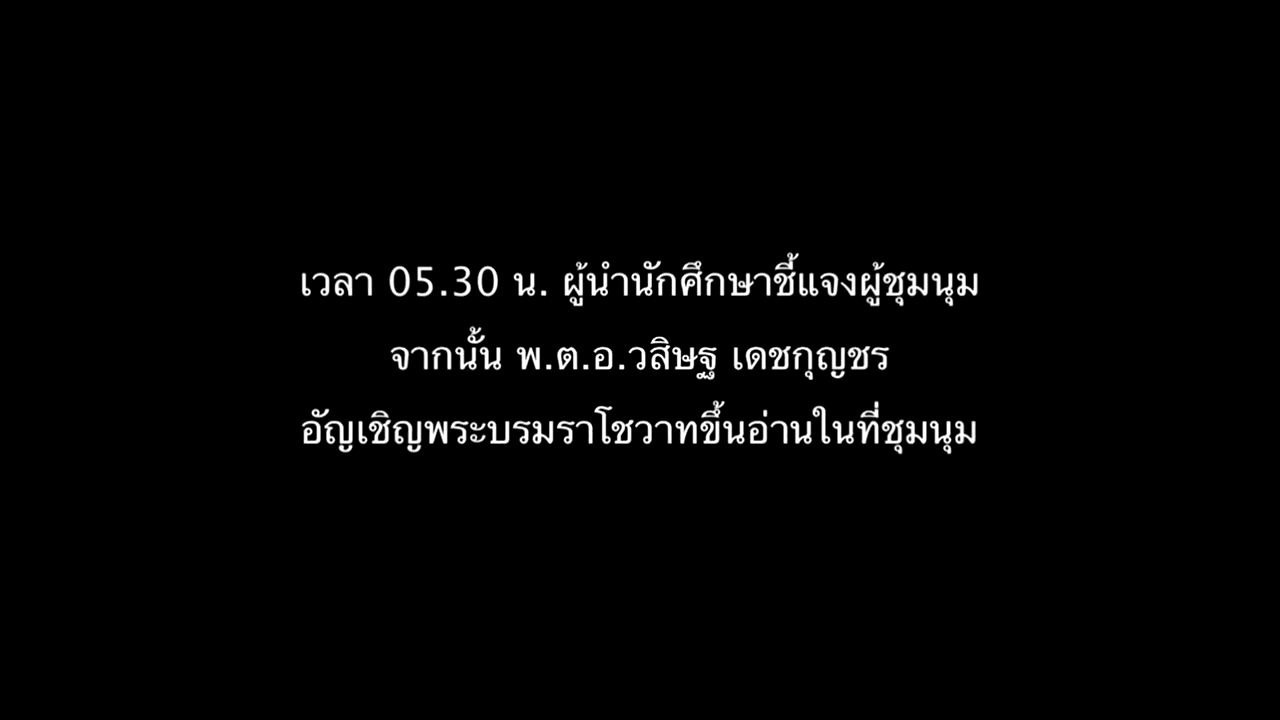 เวลา 05.30 น. ผู้นำนักศึกษาชี้แจงผู้ชุมนุม
จากนั้น พ.ต.อ.วสิษฐ เดชกุญชร
อัญเชิญพระบรมราโชวาทขึ้นอ่านในที่ชุมนุม